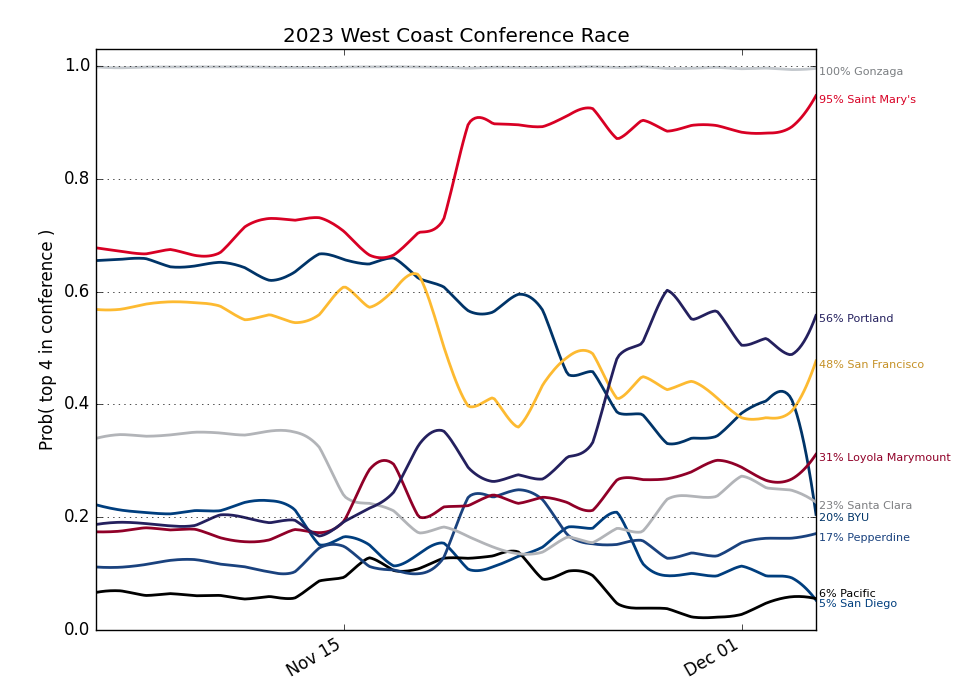 2023 West Coast Conference Race
1.0
0.8
0.6
0.4
0.2
0.0
Prob( top 4 in conference )
Nov 15
Dec 01
100% Gonzaga
95% Saint Mary's
56% Portland
48% San Francisco
31% Loyola Marymount
23% Santa Clara
20% BYU
17% Pepperdine
6% Pacific
5% San Diego